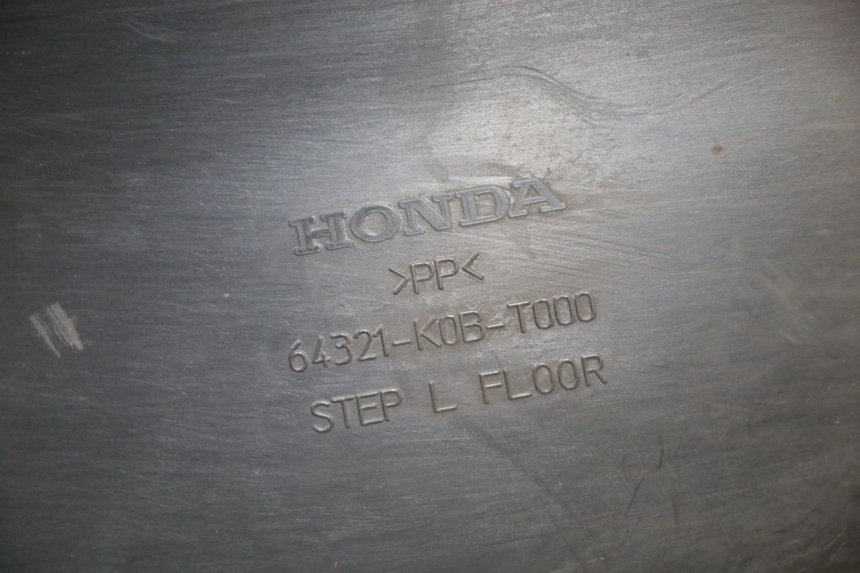 HONDA
>PP<
64321-K0B-T000
STEP L FLOOR